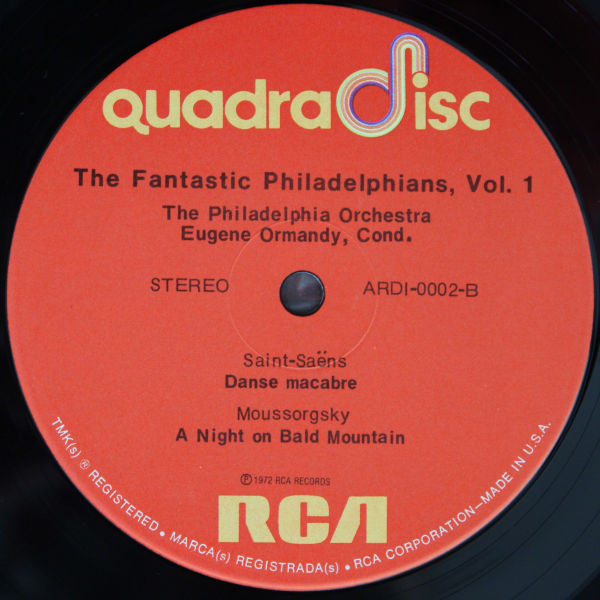 quadradisc
The Fantastic Philadelphians, Vol. 1
The Philadelphia Orchestra
Eugene Ormandy, Cond.
STEREO
ARDI-0002-B
Saint-Saëns
Danse macabre
Moussorgsky
A Night on Bald Mountain
℗ 1972 RCA RECORDS
RCA
TMK(s) ® REGISTERED • MARCA(s) REGISTRADA(s) • RCA CORPORATION—MADE IN U.S.A.